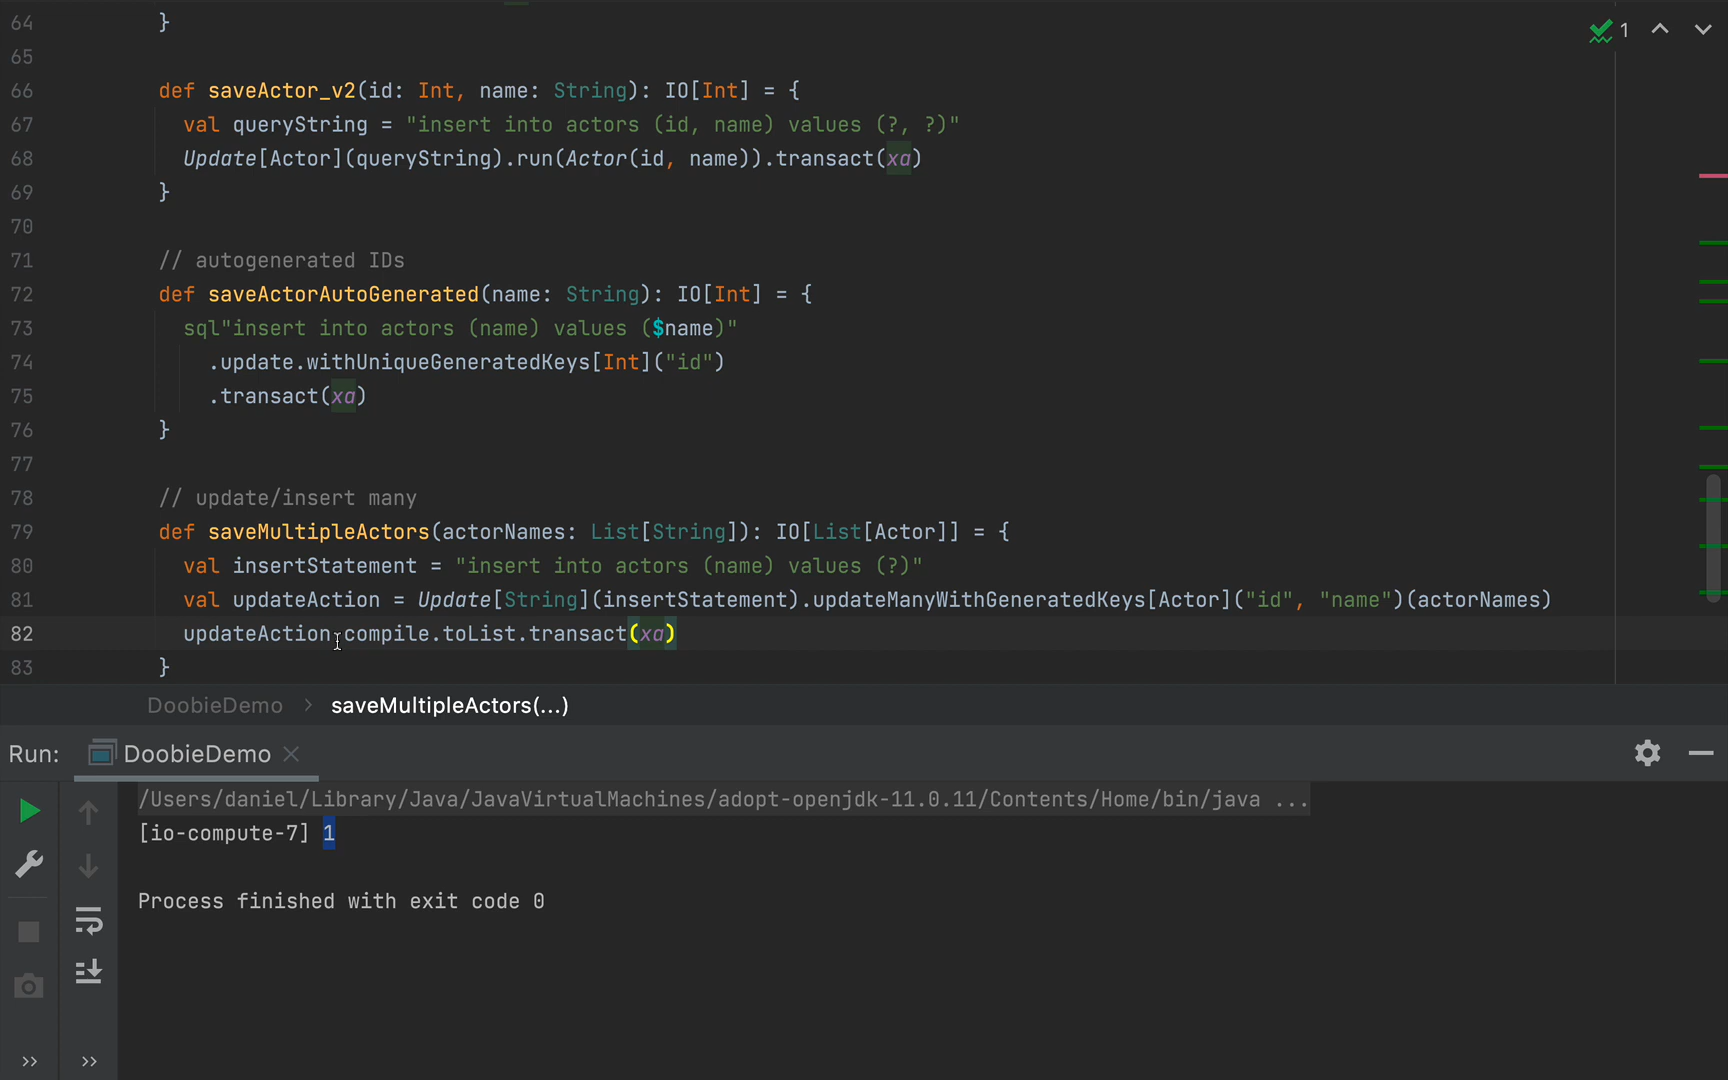 64 }
1
65
66 def saveActor_v2(id: Int, name: String): IO[Int] = {
67 val queryString = "insert into actors (id, name) values (?, ?)"
68 Update[Actor](queryString).run(Actor(id, name)).transact(xa)
69 }
70
71 // autogenerated IDs
72 def saveActorAutoGenerated(name: String): IO[Int] = {
73 sql"insert into actors (name) values ($name)"
74 .update.withUniqueGeneratedKeys[Int]("id")
75 .transact(xa)
76 }
77
78 // update/insert many
79 def saveMultipleActors(actorNames: List[String]): IO[List[Actor]] = {
80 val insertStatement = "insert into actors (name) values (?)"
81 val updateAction = Update[String](insertStatement).updateManyWithGeneratedKeys[Actor]("id", "name")(actorNames)
82 updateAction.compile.toList.transact(xa)
83 }
DoobieDemo > saveMultipleActors(...)
Run: DoobieDemo
/Users/daniel/Library/Java/JavaVirtualMachines/adopt-openjdk-11.0.11/Contents/Home/bin/java ...
[io-compute-7] 1
Process finished with exit code 0